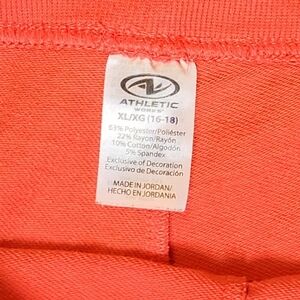 ATHLETIC
WORKS
XL/XG (16-18)
63% Polyester/Poliéster
22% Rayon/Rayón
10% Cotton/Algodón
5% Spandex
Exclusive of Decoration
Exclusivo de Decoración
MADE IN JORDAN/
HECHO EN JORDANIA